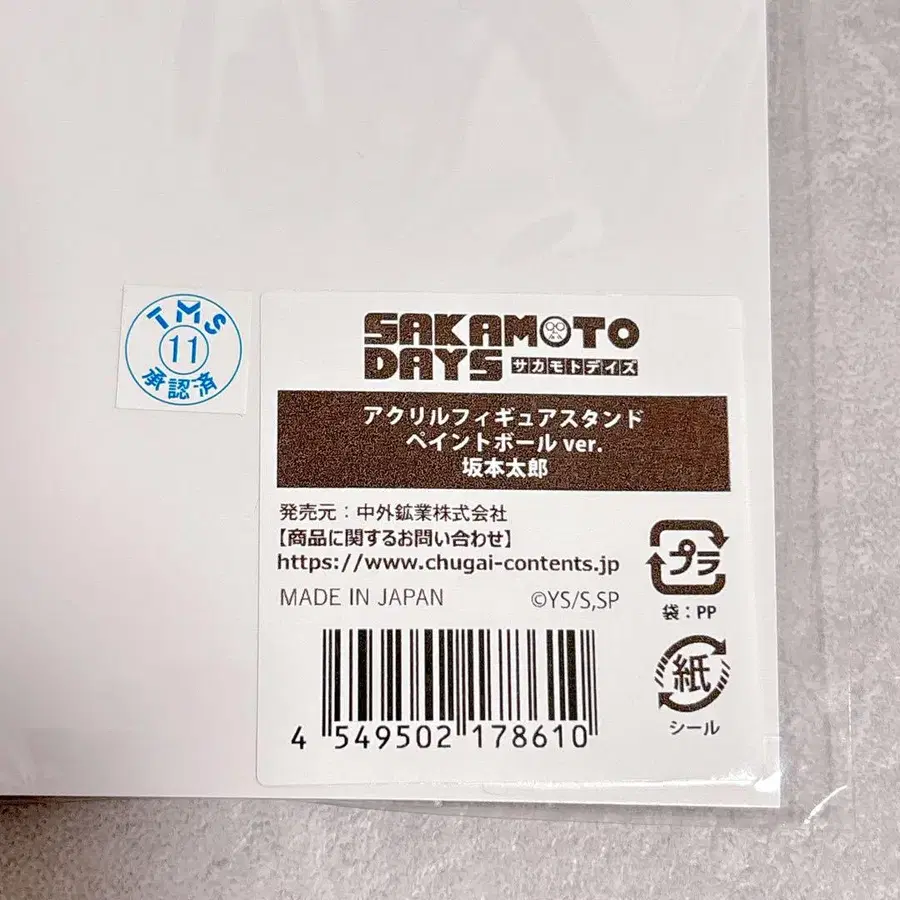 TMS
11
承認済
SAKAMOTO
DAYS サカモトデイズ
アクリルフィギュアスタンド
ペイントボール ver.
坂本太郎
発売元：中外鉱業株式会社
【商品に関するお問い合わせ】
https://www.chugai-contents.jp
MADE IN JAPAN ©YS/S,SP
プラ
袋：PP
紙
シール
4 549502 178610